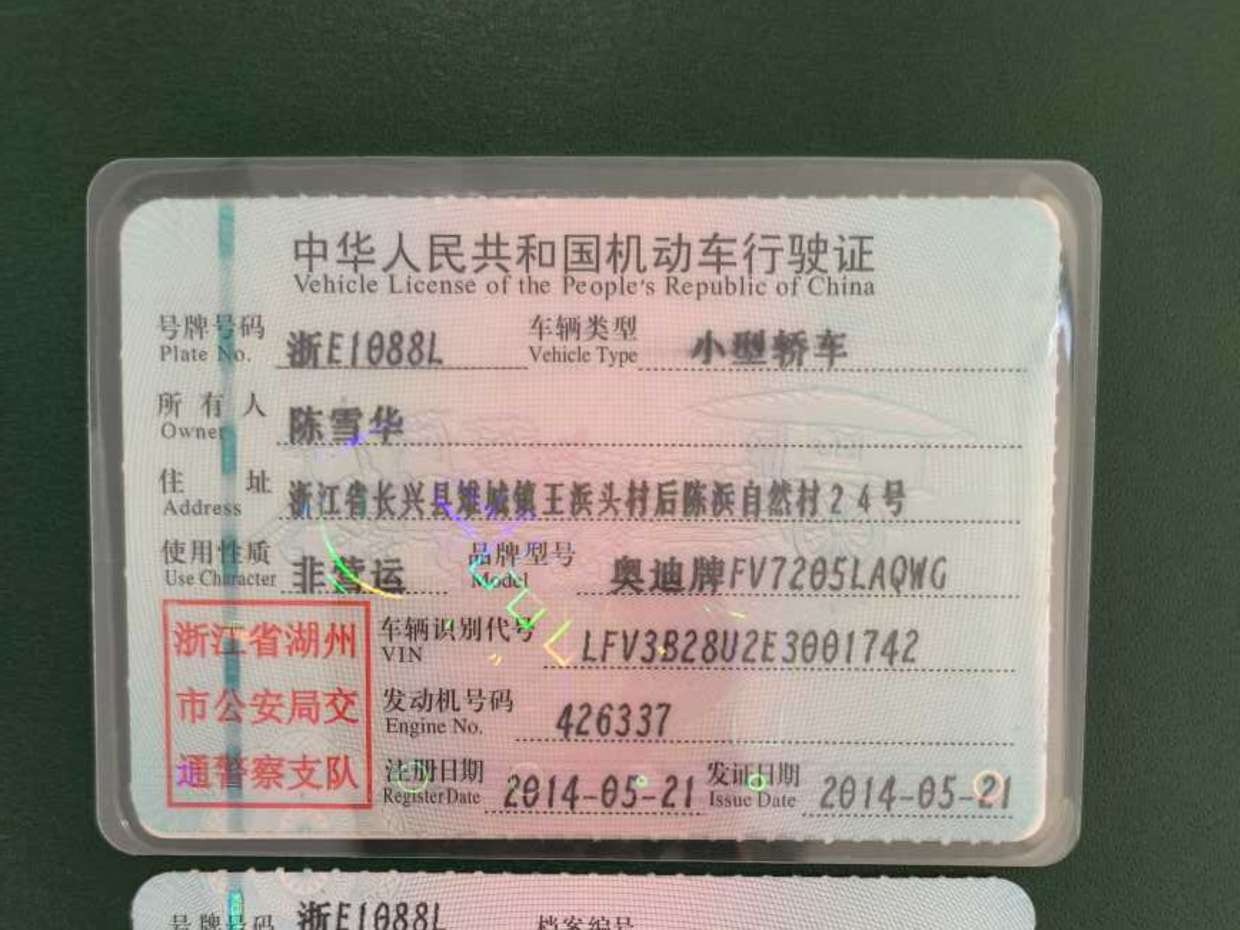 中华人民共和国机动车行驶证
Vehicle License of the People's Republic of China
号牌号码 浙E1088L 车辆类型 小型轿车
Plate No. Vehicle Type
所有人 陈雪华
Owner
住址 浙江省长兴县雉城镇王浜头村后陈浜自然村24号
Address
使用性质 非营运 品牌型号 奥迪牌FV7205LAQWG
Use Character Model
浙江省湖州
市公安局交
通警察支队
车辆识别代号 LFV3B28U2E3001742
VIN
发动机号码 426337
Engine No.
注册日期 2014-05-21 发证日期 2014-05-21
Register Date Issue Date
号牌号码 浙E1088L 档案编号